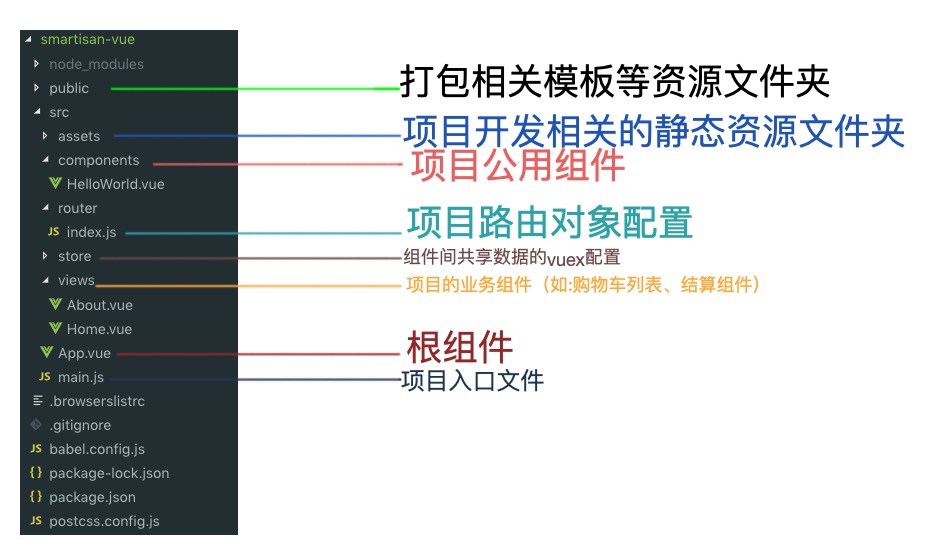 smartisan-vue
node_modules
public 打包相关模板等资源文件夹
src
assets 项目开发相关的静态资源文件夹
components 项目公用组件
HelloWorld.vue
router 项目路由对象配置
JS index.js
store 组件间共享数据的vuex配置
views 项目的业务组件（如:购物车列表、结算组件）
About.vue
Home.vue
App.vue 根组件
JS main.js 项目入口文件
.browserslistrc
.gitignore
JS babel.config.js
{} package-lock.json
{} package.json
JS postcss.config.js